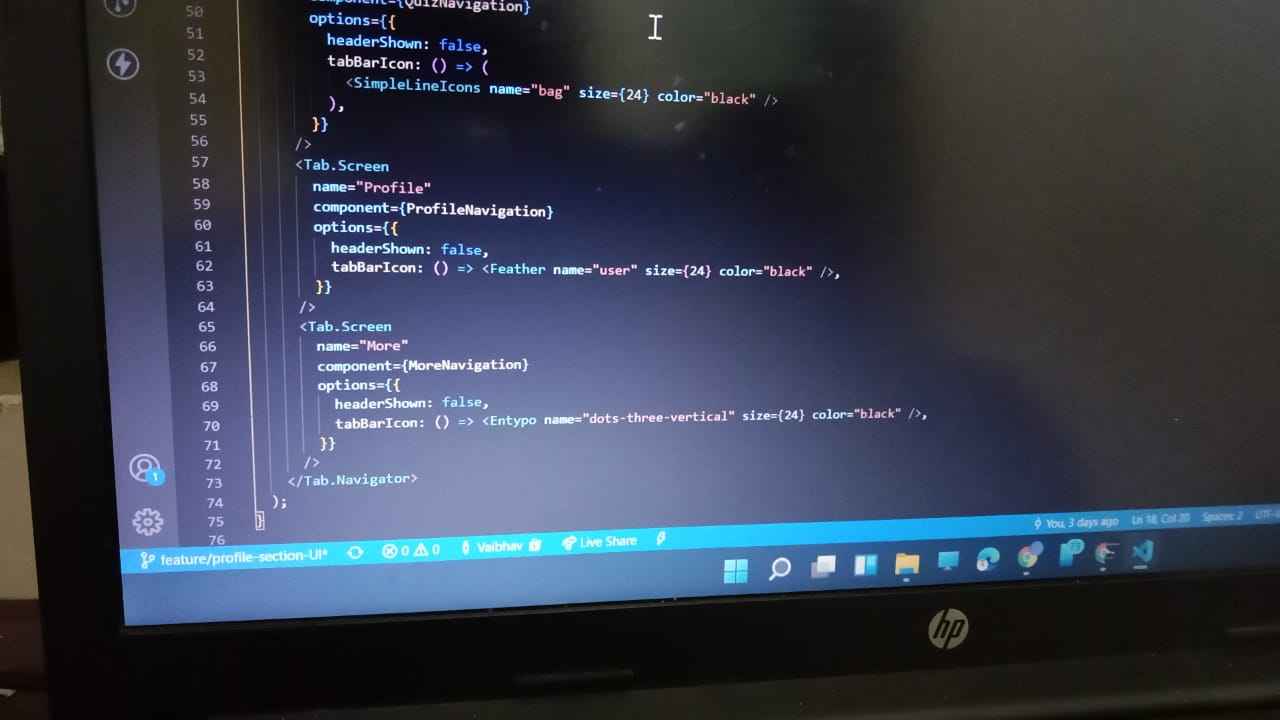 50 component={QuizNavigation}
51 options={{
52 headerShown: false,
53 tabBarIcon: () => (
54 <SimpleLineIcons name="bag" size={24} color="black" />
55 ),
56 }}
57 />
58 <Tab.Screen
59 name="Profile"
60 component={ProfileNavigation}
61 options={{
62 headerShown: false,
63 tabBarIcon: () => <Feather name="user" size={24} color="black" />,
64 }}
65 />
66 <Tab.Screen
67 name="More"
68 component={MoreNavigation}
69 options={{
70 headerShown: false,
71 tabBarIcon: () => <Entypo name="dots-three-vertical" size={24} color="black" />,
72 }}
73 />
74 </Tab.Navigator>
75 );
76 }
1
feature/profile-section-UI* 0 0 Vaibhav Live Share You, 3 days ago Ln 18, Col 20 Spaces: 2
hp